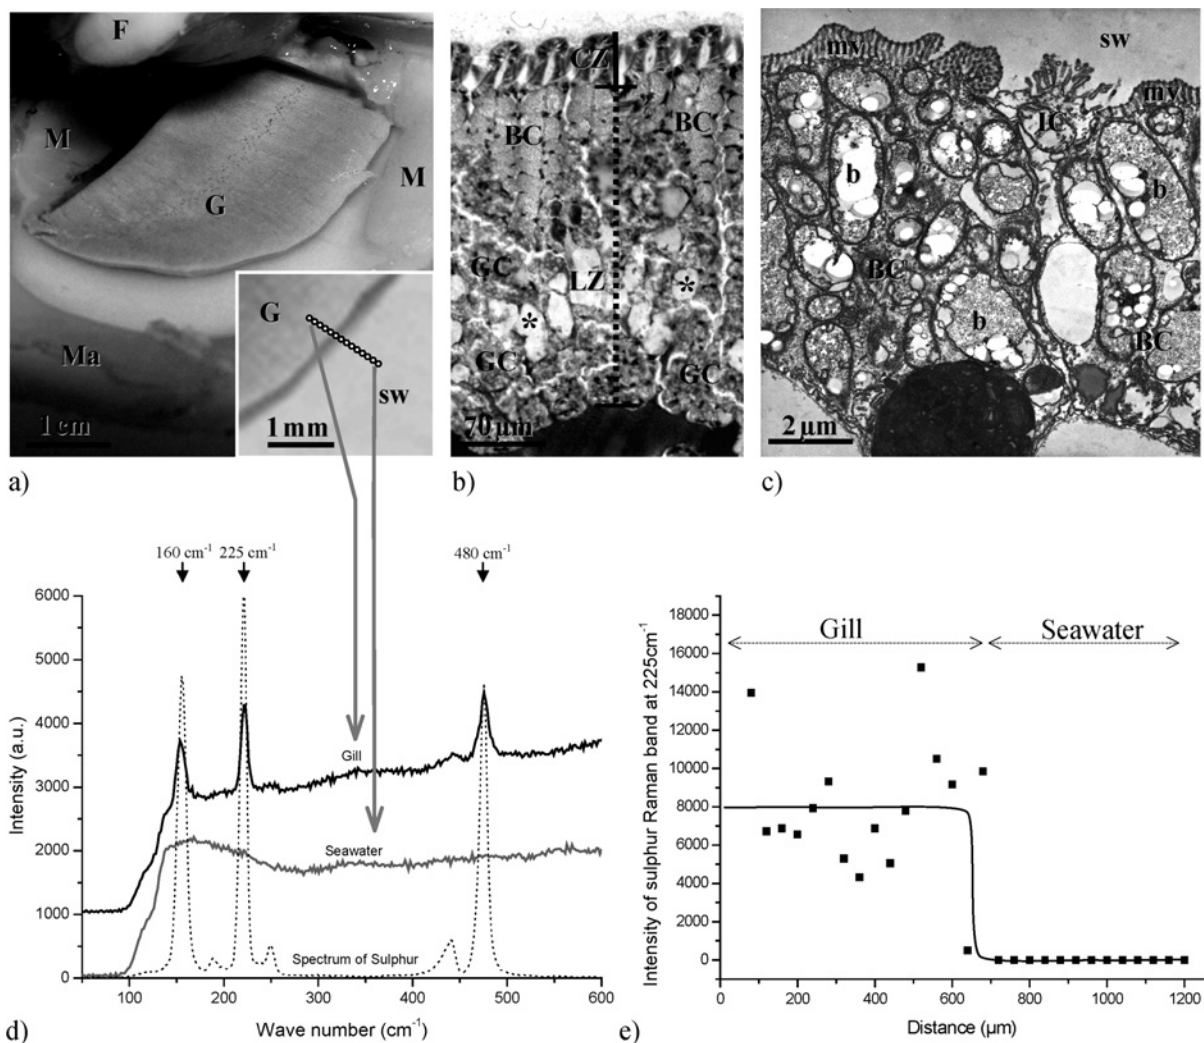 F
M
M
G
Ma
1cm
G
sw
1mm
a)
CZ
BC
BC
GC
LZ
*
*
GC
GC
70 µm
b)
mv
sw
mv
IC
b
b
BC
b
BC
2 µm
c)
160 cm⁻¹ 225 cm⁻¹ 480 cm⁻¹
6000
5000
4000
3000
2000
1000
0
Intensity (a.u.)
Gill
Seawater
Spectrum of Sulphur
50 100 200 300 400 500 600
Wave number (cm⁻¹)
d)
18000
16000
14000
12000
10000
8000
6000
4000
2000
0
Intensity of sulphur Raman band at 225cm⁻¹
Gill Seawater
0 200 400 600 800 1000 1200
Distance (µm)
e)